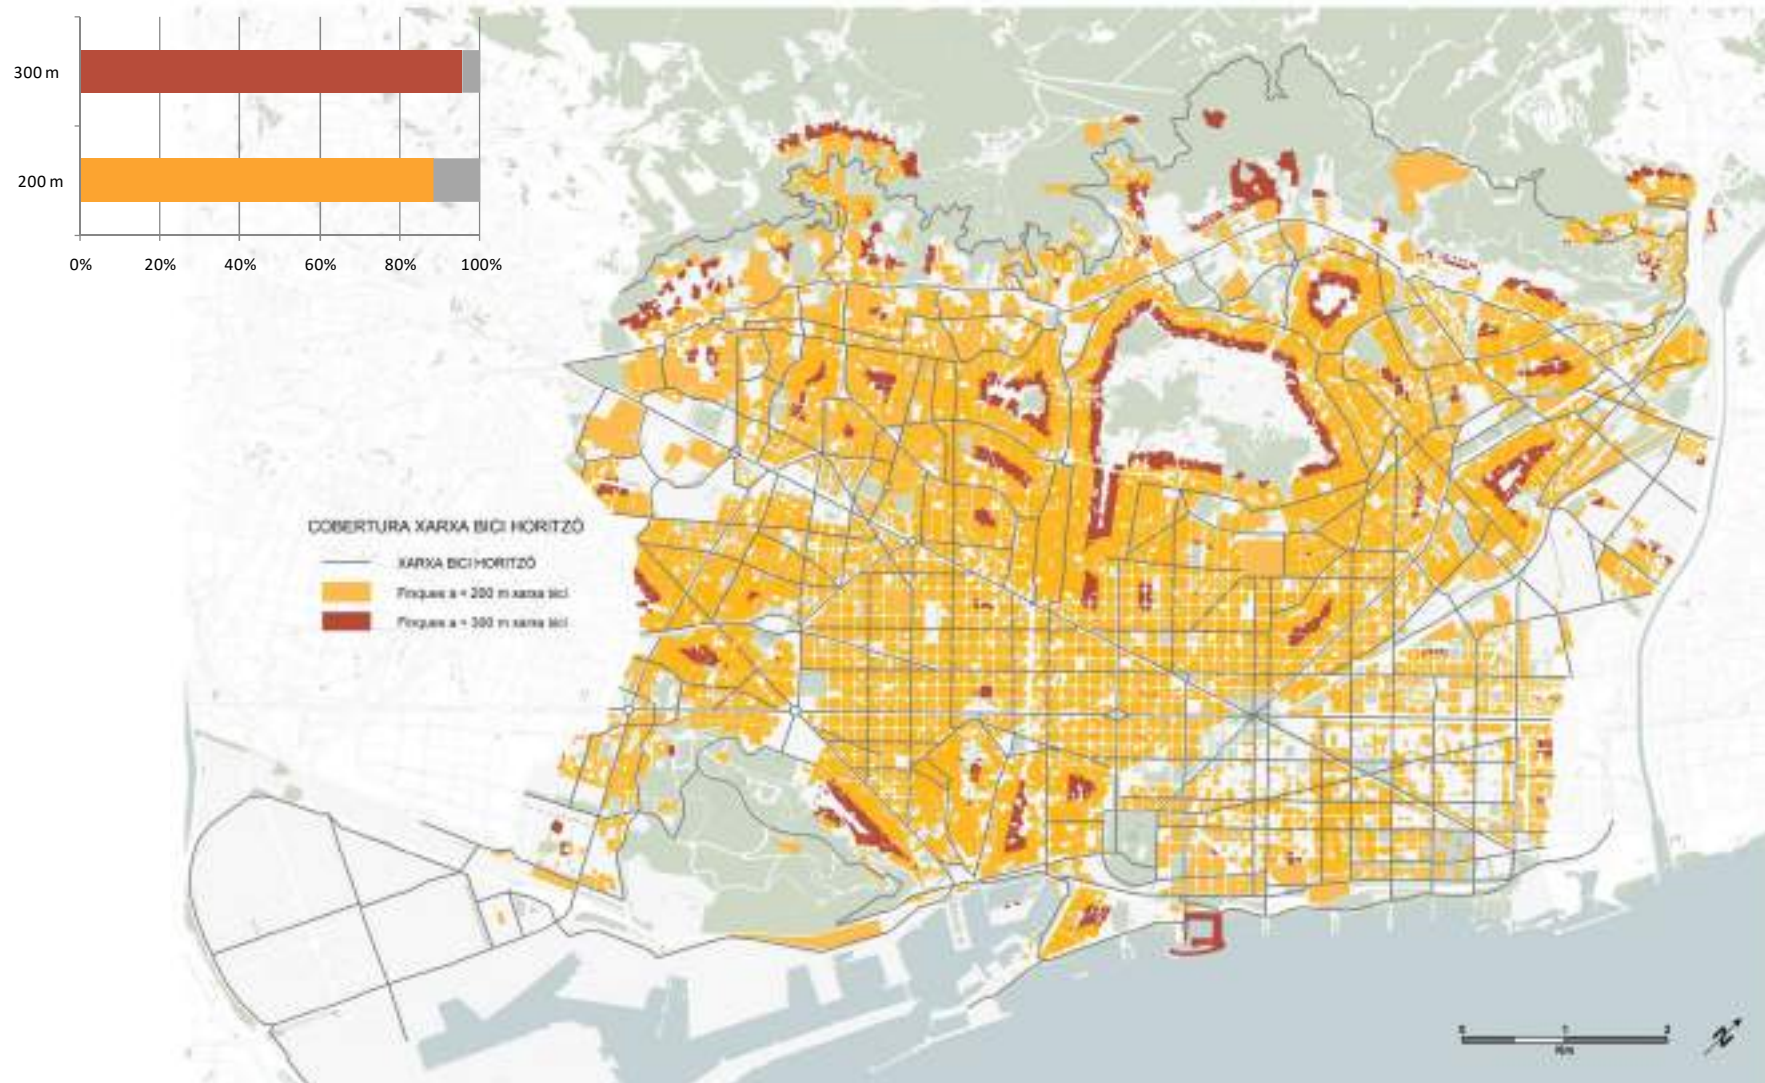 300 m
200 m
0% 20% 40% 60% 80% 100%
COBERTURA XARXA BICI HORITZÓ
XARXA BICI HORITZÓ
Finques a < 200 m xarxa bici
Finques a < 300 m xarxa bici
0 1 2
Km
N